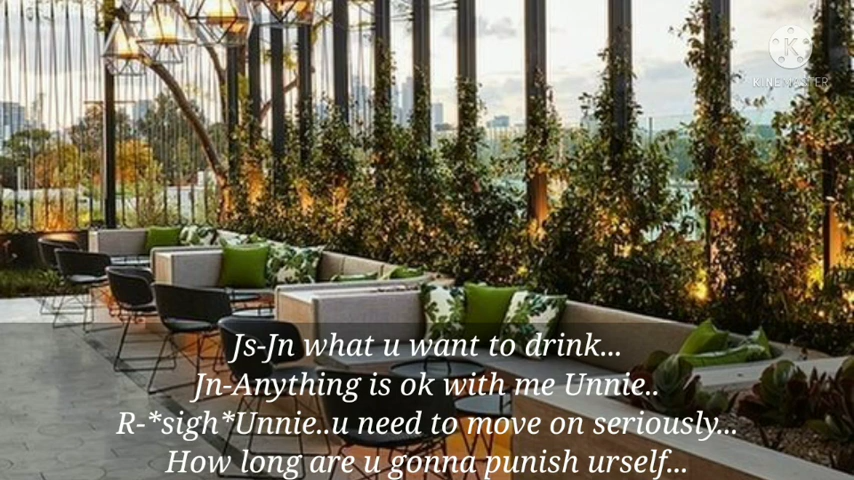 KINEMASTER
Js-Jn what u want to drink...
Jn-Anything is ok with me Unnie..
R-*sigh*Unnie..u need to move on seriously...
How long are u gonna punish urself...